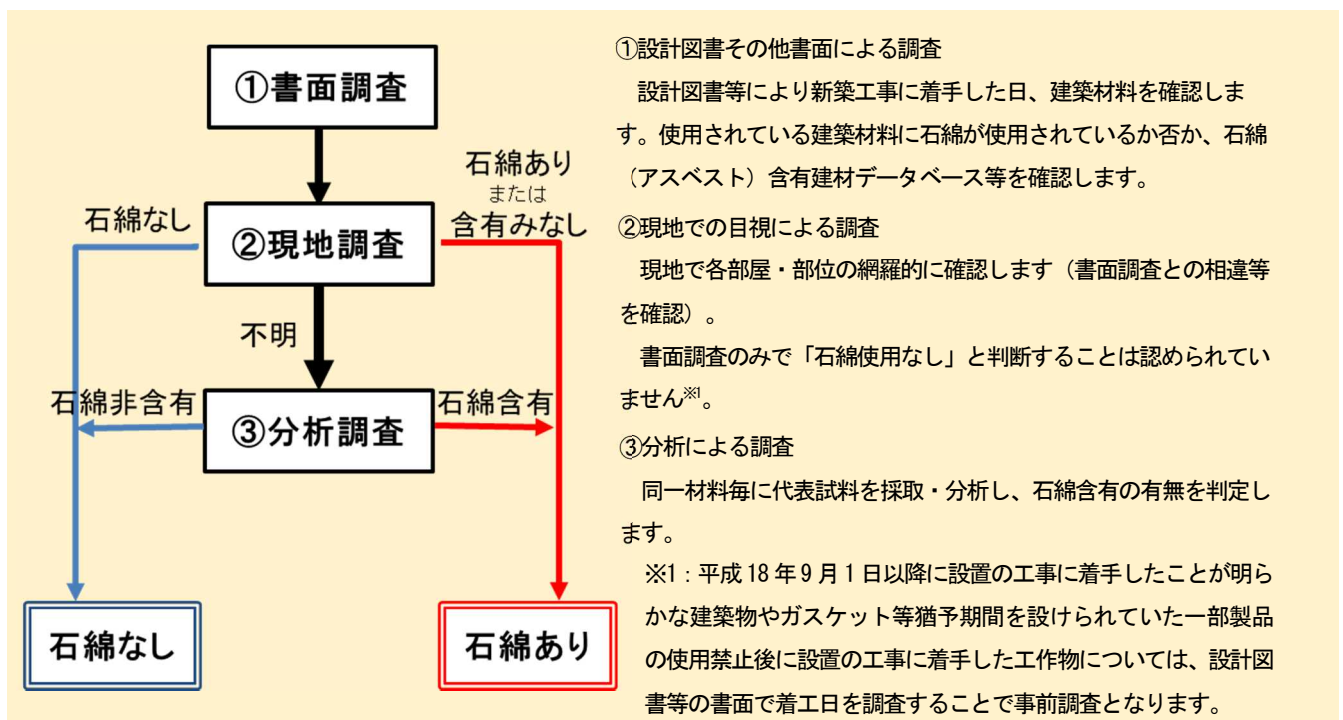 ①書面調査
石綿あり
または
含有みなし
石綿なし
②現地調査
不明
石綿非含有
石綿含有
③分析調査
石綿なし
石綿あり
①設計図書その他書面による調査
設計図書等により新築工事に着手した日、建築材料を確認しま
す。使用されている建築材料に石綿が使用されているか否か、石綿
（アスベスト）含有建材データベース等を確認します。
②現地での目視による調査
現地で各部屋・部位の網羅的に確認します（書面調査との相違等
を確認）。
書面調査のみで「石綿使用なし」と判断することは認められてい
ません※1。
③分析による調査
同一材料毎に代表試料を採取・分析し、石綿含有の有無を判定し
ます。
※1：平成18年9月1日以降に設置の工事に着手したことが明ら
かな建築物やガスケット等猶予期間を設けられていた一部製品
の使用禁止後に設置の工事に着手した工作物については、設計図
書等の書面で着工日を調査することで事前調査となります。